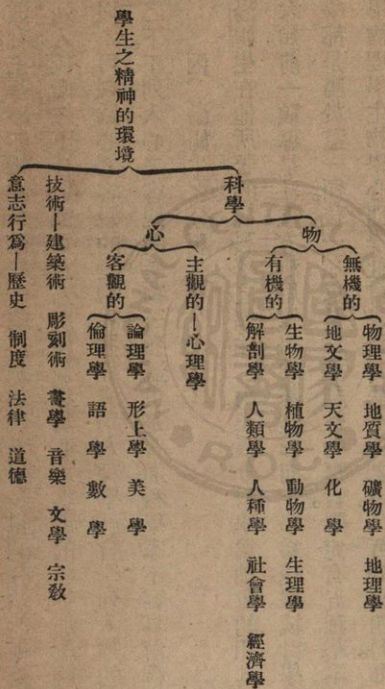 物理學 地質學 礦物學 地理學
地文學 天文學 化學
無機的
物
生物學 植物學 動物學 生理學
解剖學 人類學 人種學 社會學 經濟學
有機的
科學
主觀的—心理學
心
論理學 形上學 美學
倫理學 語學 數學
客觀的
學生之精神的環境
技術—建築術 彫刻術 畫學 音樂 文學 宗敎
意志行爲—歷史 制度 法律 道德